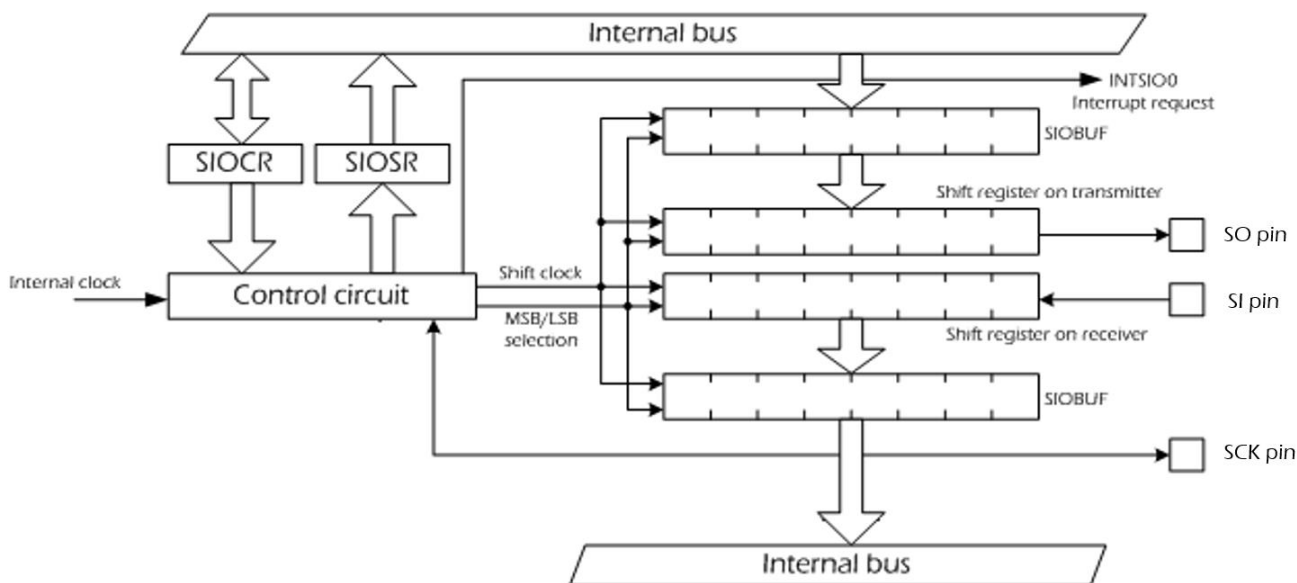 Internal bus
INTSIO0
Interrupt request
SIOBUF
SIOCR
SIOSR
Shift register on transmitter
SO pin
Internal clock
Control circuit
Shift clock
SI pin
MSB/LSB
selection
Shift register on receiver
SIOBUF
SCK pin
Internal bus